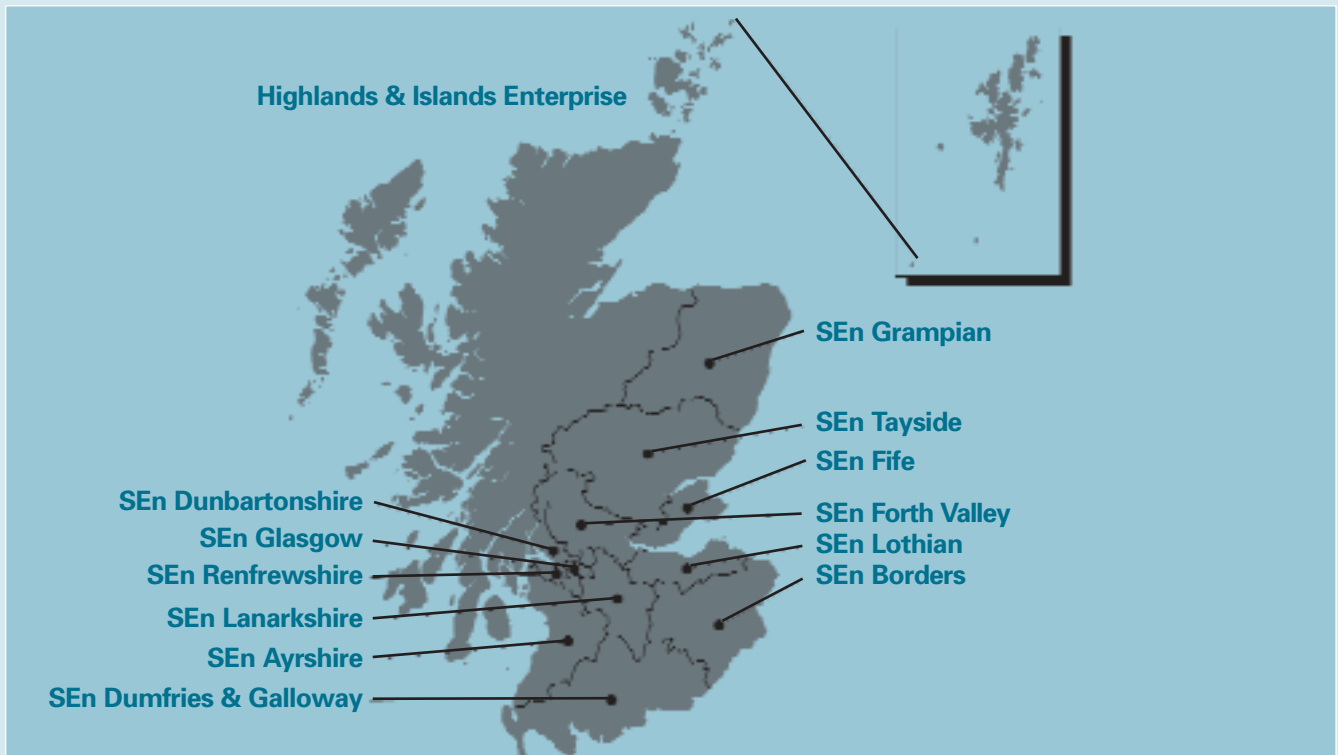 Highlands & Islands Enterprise
SEn Grampian
SEn Tayside
SEn Fife
SEn Forth Valley
SEn Lothian
SEn Borders
SEn Dunbartonshire
SEn Glasgow
SEn Renfrewshire
SEn Lanarkshire
SEn Ayrshire
SEn Dumfries & Galloway